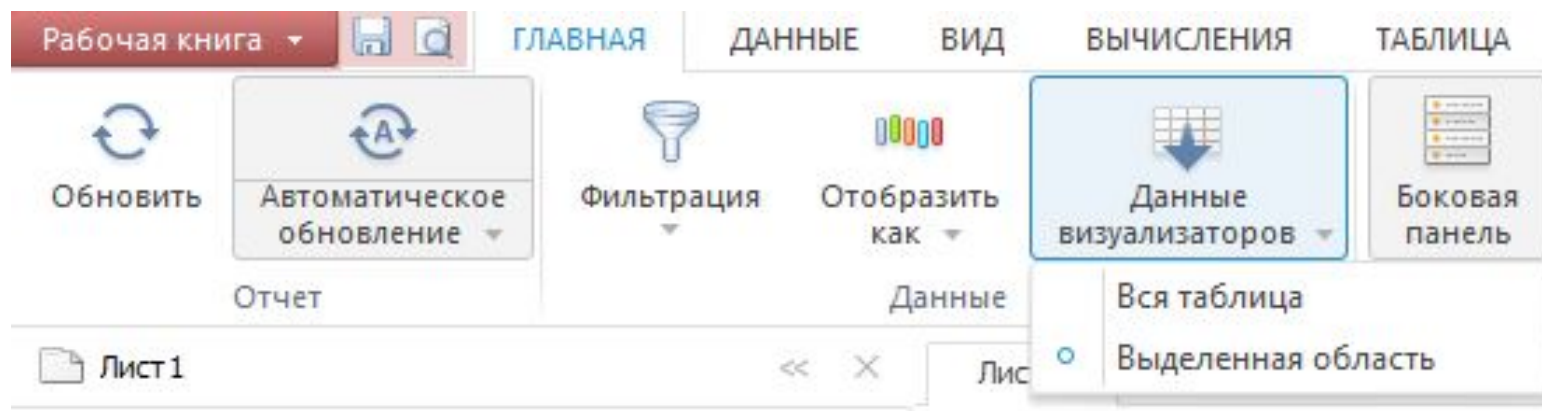 Рабочая книга ГЛАВНАЯ ДАННЫЕ ВИД ВЫЧИСЛЕНИЯ ТАБЛИЦА
A
Обновить Автоматическое обновление Фильтрация Отобразить как Данные визуализаторов Боковая панель
Отчет Данные
Вся таблица
Лист1 Лис
Выделенная область